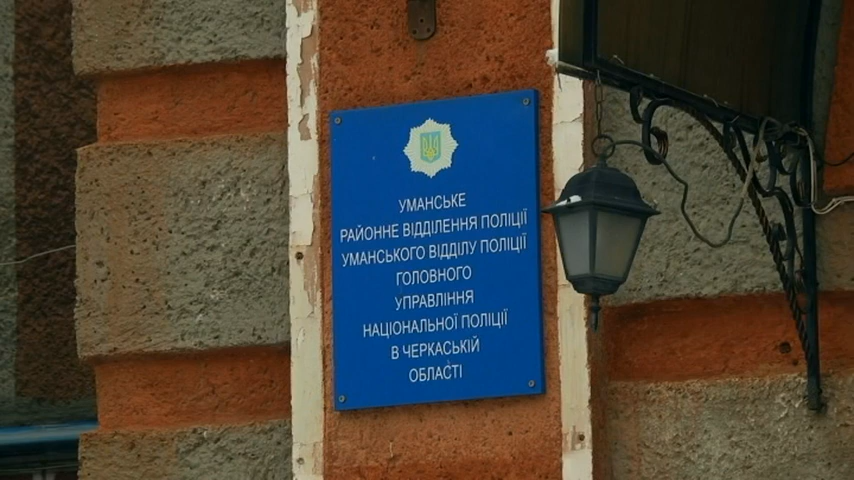 УМАНСЬКЕ
РАЙОННЕ ВІДДІЛЕННЯ ПОЛІЦІЇ
УМАНСЬКОГО ВІДДІЛУ ПОЛІЦІЇ
ГОЛОВНОГО
УПРАВЛІННЯ
НАЦІОНАЛЬНОЇ ПОЛІЦІЇ
В ЧЕРКАСЬКІЙ
ОБЛАСТІ